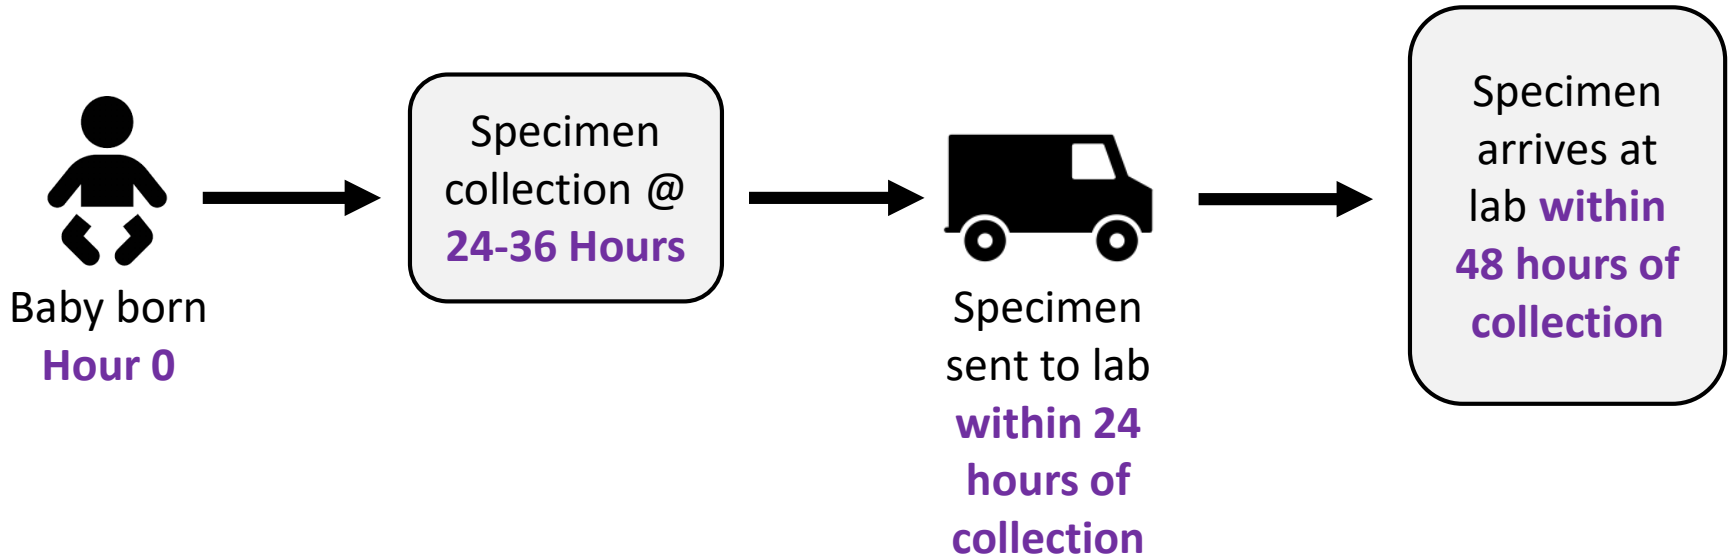 Baby born
Hour 0
Specimen
collection @
24-36 Hours
Specimen
sent to lab
within 24
hours of
collection
Specimen
arrives at
lab within
48 hours of
collection